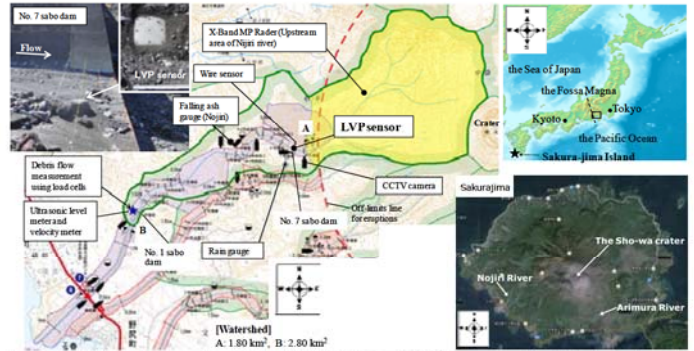 No. 7 sabo dam
Flow
LVP sensor
X-Band MP Rader (Upstream
area of Nijiri river)
Wire sensor
Falling ash
gauge (Nojiri)
A
LVP sensor
Crater
Debris flow
measurement
using load cells
CCTV camera
Ultrasonic level
meter and
velocity meter
B
No. 1 sabo
dam
Rain gauge
No. 7 sabo dam
Off-limits line
for eruptions
[Watershed]
A: 1.80 km², B: 2.80 km²
the Sea of Japan
the Fossa Magna
Tokyo
Kyoto
the Pacific Ocean
Sakura-jima Island
Sakurajima
The Sho-wa crater
Nojiri River
Arimura River